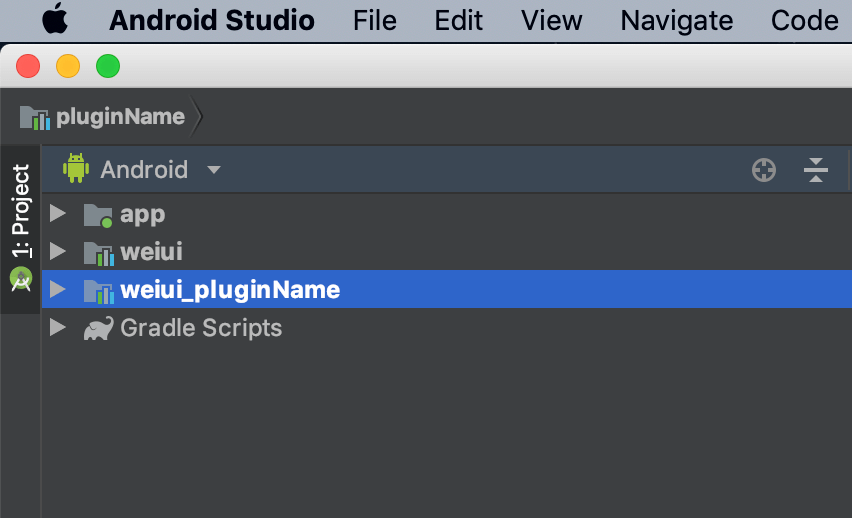 Android Studio File Edit View Navigate Code
pluginName
1: Project
Android
app
weiui
weiui_pluginName
Gradle Scripts